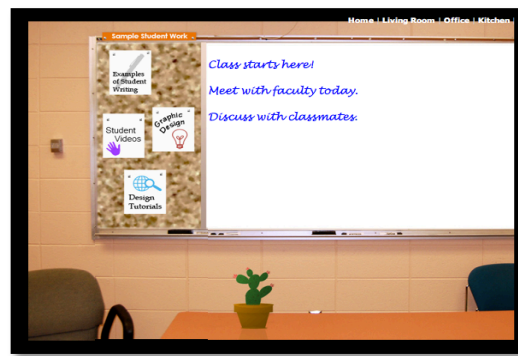 Home | Living Room | Office | Kitchen |
Sample Student Work
Class starts here!
Meet with faculty today.
Discuss with classmates.
Examples
of Student
Writing
Student
Videos
Graphic
Design
Design
Tutorials